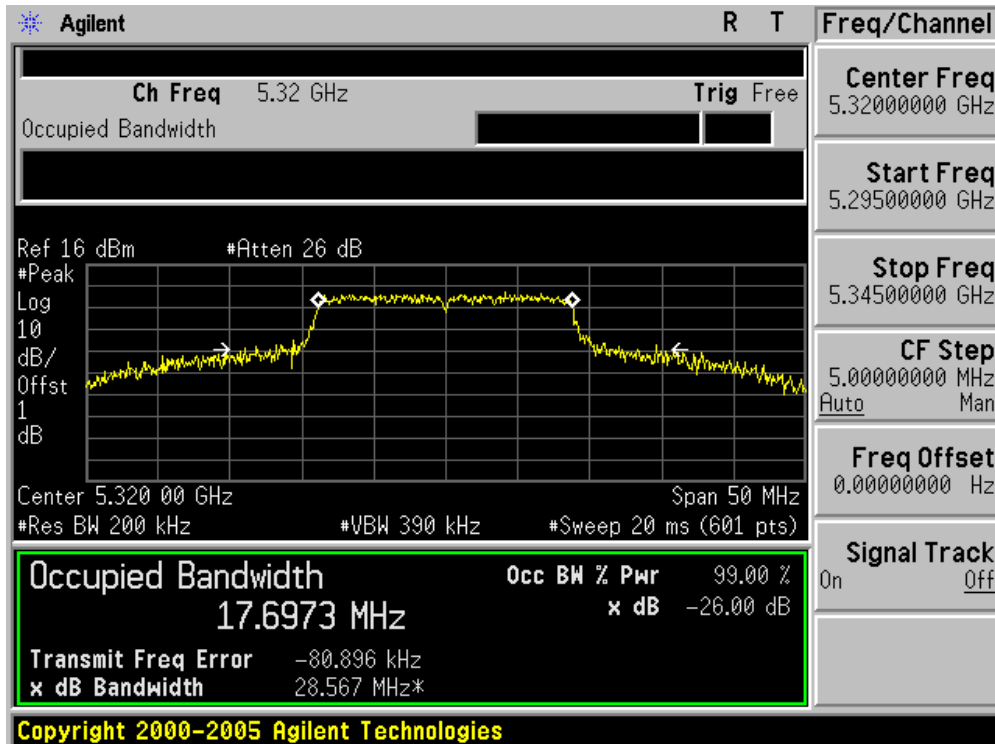 Agilent R T
Ch Freq 5.32 GHz Trig Free
Occupied Bandwidth
Ref 16 dBm #Atten 26 dB
#Peak
Log
10
dB/
Offst
1
dB
Center 5.320 00 GHz Span 50 MHz
#Res BW 200 kHz #VBW 390 kHz #Sweep 20 ms (601 pts)
Occupied Bandwidth
17.6973 MHz
Occ BW % Pwr 99.00 %
x dB -26.00 dB
Transmit Freq Error -80.896 kHz
x dB Bandwidth 28.567 MHz*
Copyright 2000-2005 Agilent Technologies
Freq/Channel
Center Freq
5.32000000 GHz
Start Freq
5.29500000 GHz
Stop Freq
5.34500000 GHz
CF Step
5.00000000 MHz
Auto Man
Freq Offset
0.00000000 Hz
Signal Track
On Off